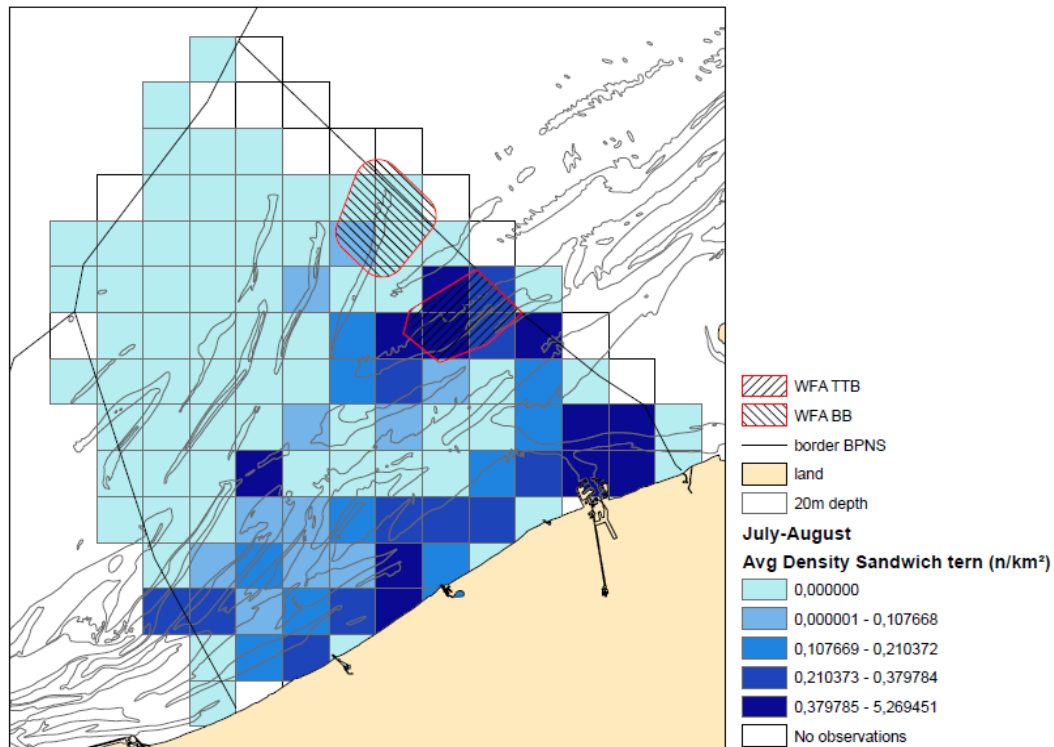 WFA TTB
WFA BB
border BPNS
land
20m depth
July-August
Avg Density Sandwich tern (n/km²)
0,000000
0,000001 - 0,107668
0,107669 - 0,210372
0,210373 - 0,379784
0,379785 - 5,269451
No observations